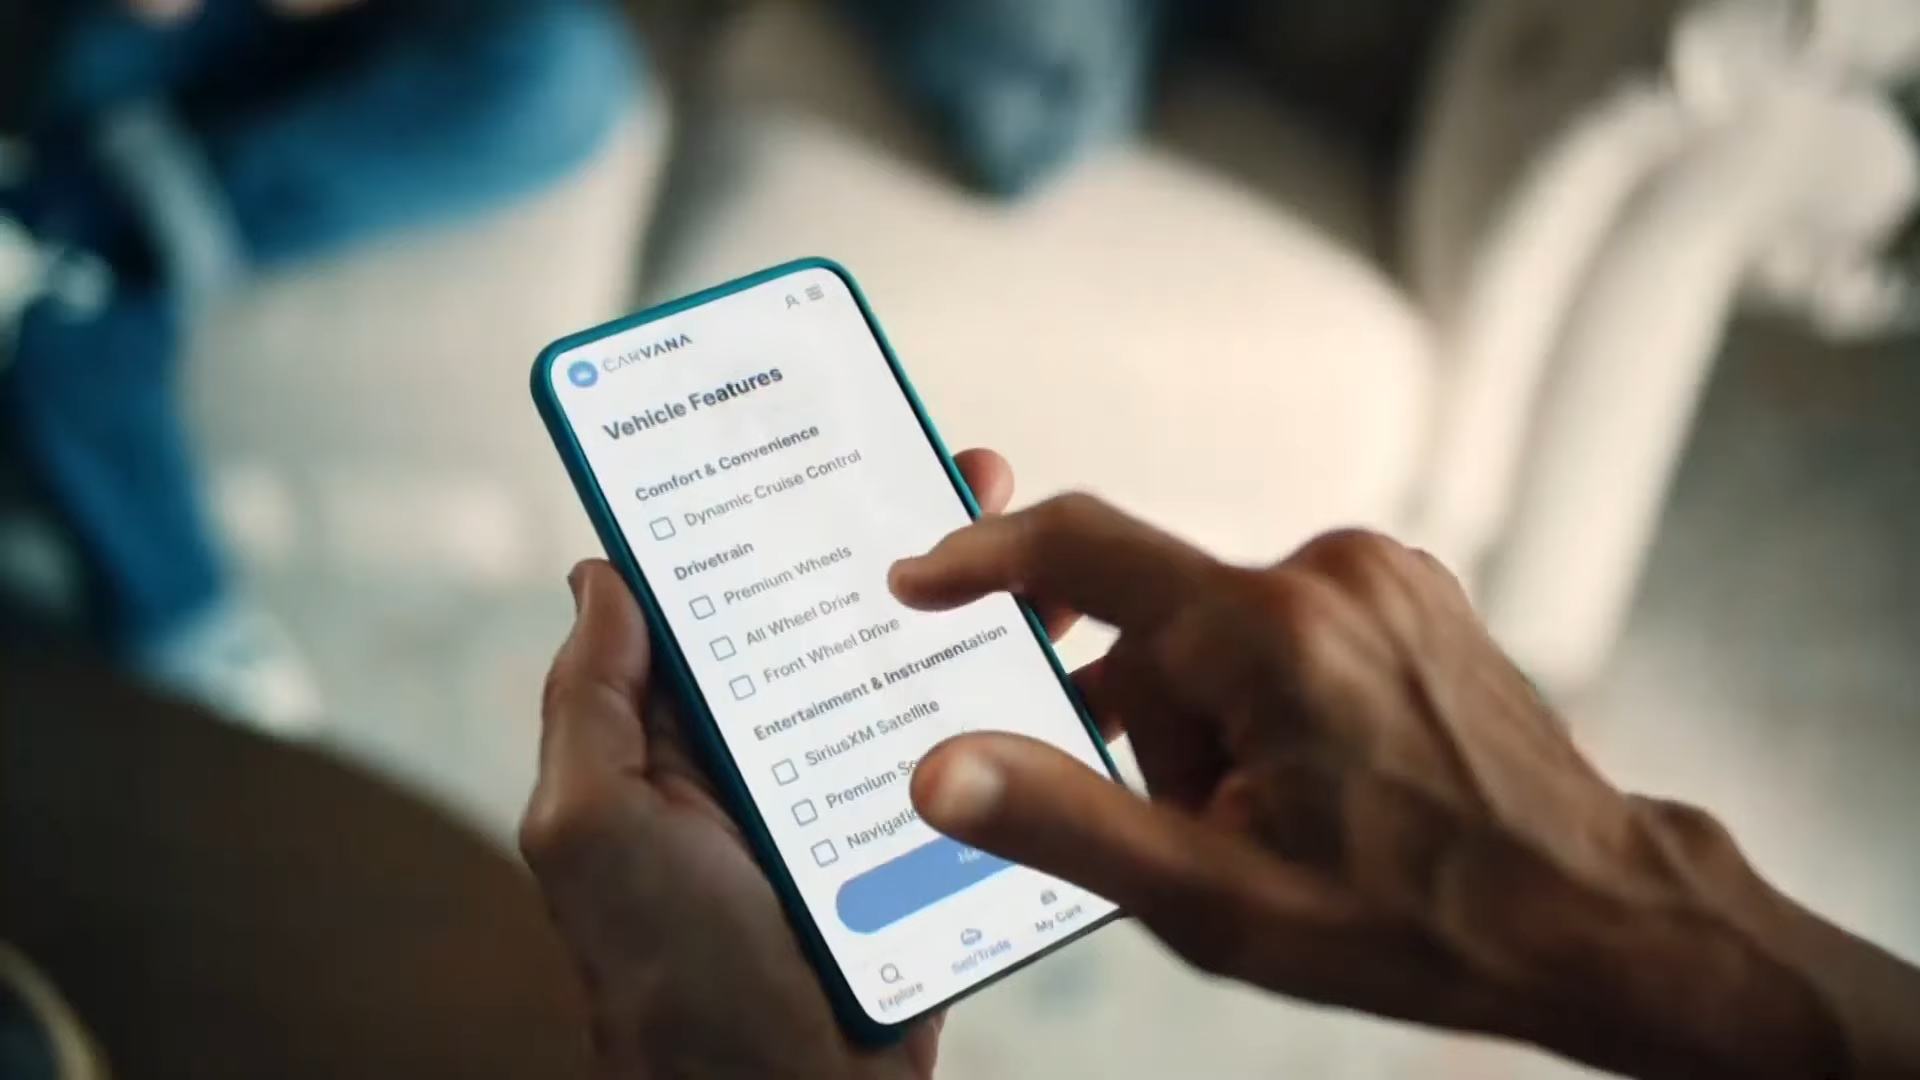 CARVANA
Vehicle Features
Comfort & Convenience
Dynamic Cruise Control
Drivetrain
Premium Wheels
All Wheel Drive
Front Wheel Drive
Entertainment & Instrumentation
SiriusXM Satellite
Premium
Explore
Sell/Trade
My Cars